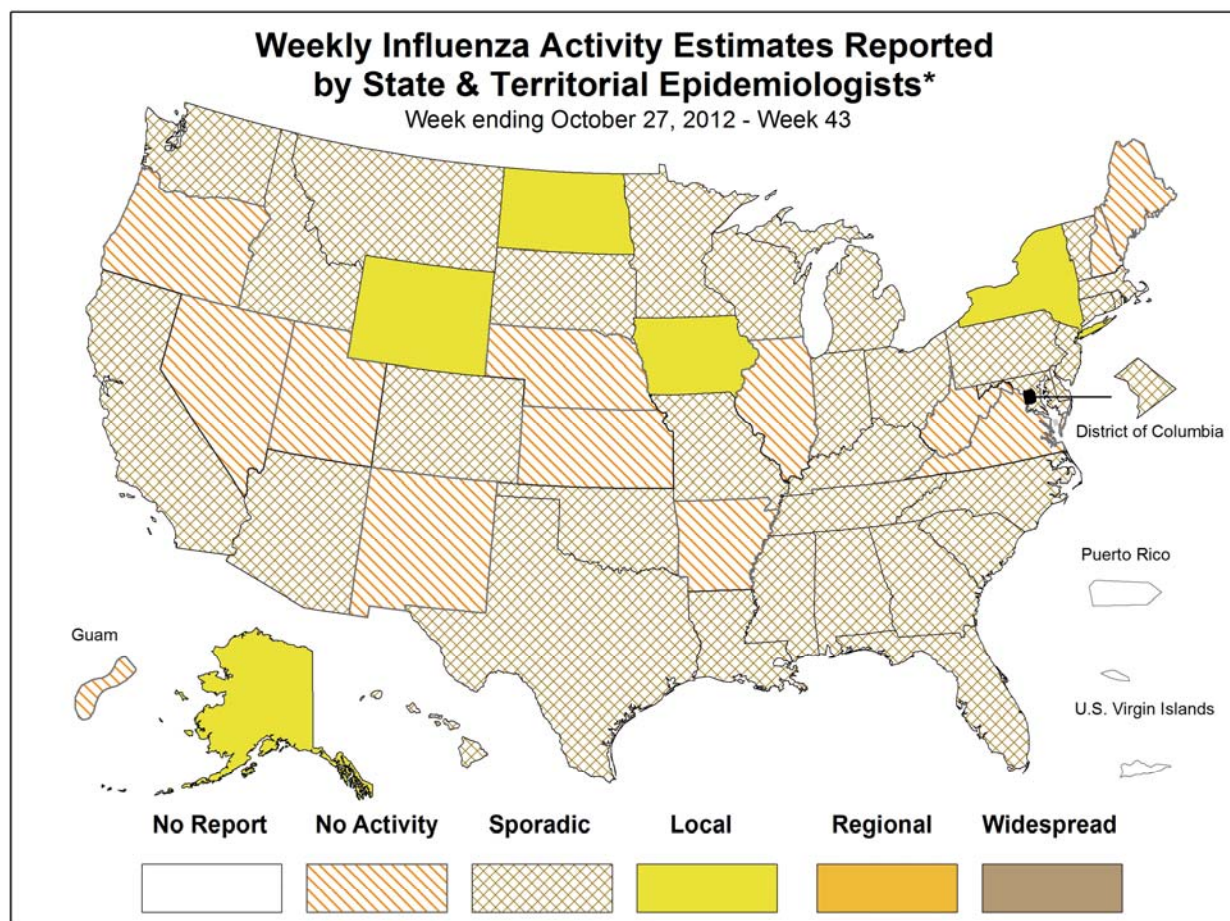 Weekly Influenza Activity Estimates Reported
by State & Territorial Epidemiologists*
Week ending October 27, 2012 - Week 43
District of Columbia
Puerto Rico
Guam
U.S. Virgin Islands
No Report
No Activity
Sporadic
Local
Regional
Widespread